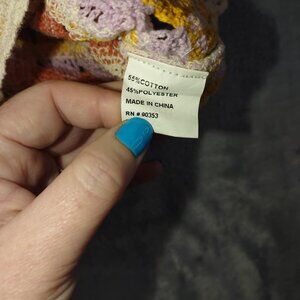 55%COTTON
45%POLYESTER
MADE IN CHINA
RN # 90353